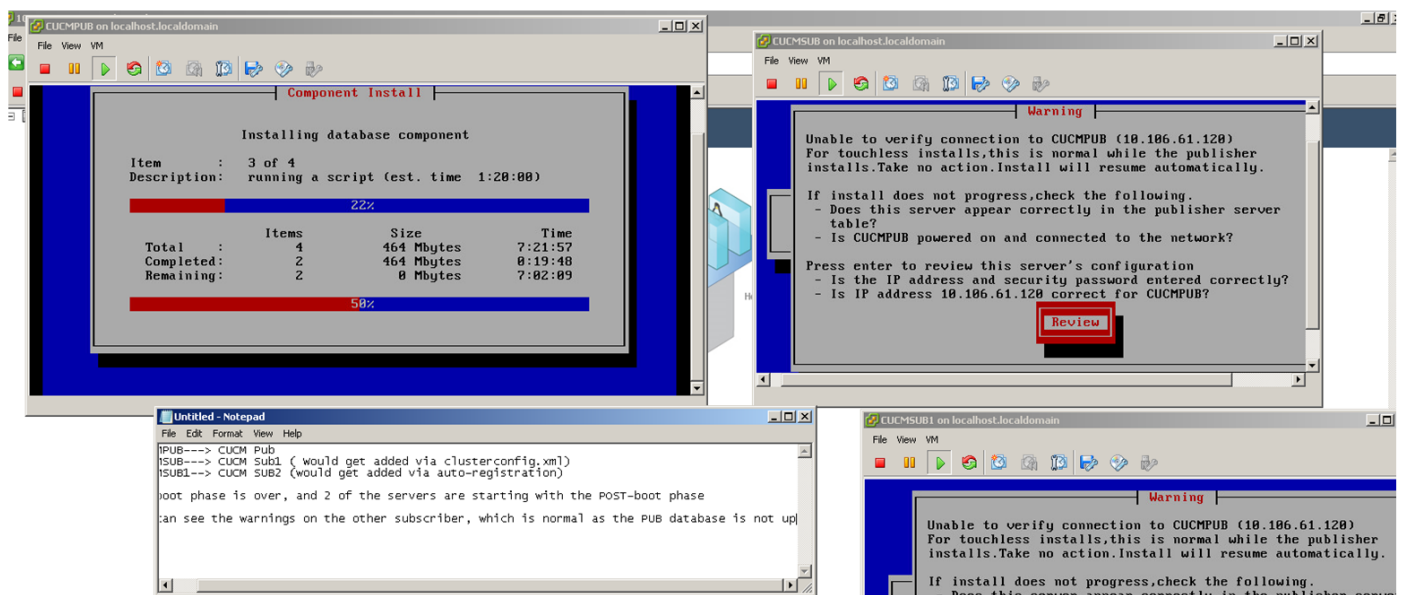 CUCMPUB on localhost.localdomain
File View VM
Component Install
Installing database component
Item : 3 of 4
Description: running a script (est. time 1:20:00)
22%
Items Size Time
Total : 4 464 Mbytes 7:21:57
Completed: 2 464 Mbytes 0:19:48
Remaining: 2 0 Mbytes 7:02:09
50%
CUCMSUB on localhost.localdomain
File View VM
Warning
Unable to verify connection to CUCMPUB (10.106.61.120)
For touchless installs,this is normal while the publisher
installs.Take no action.Install will resume automatically.
If install does not progress,check the following.
- Does this server appear correctly in the publisher server
table?
- Is CUCMPUB powered on and connected to the network?
Press enter to review this server's configuration
- Is the IP address and security password entered correctly?
- Is IP address 10.106.61.120 correct for CUCMPUB?
Review
Untitled - Notepad
File Edit Format View Help
MPUB---> CUCM Pub
MSUB---> CUCM Sub1 ( would get added via clusterconfig.xml)
MSUB1--> CUCM SUB2 (would get added via auto-registration)
boot phase is over, and 2 of the servers are starting with the POST-boot phase
can see the warnings on the other subscriber, which is normal as the PUB database is not up
CUCMSUB1 on localhost.localdomain
File View VM
Warning
Unable to verify connection to CUCMPUB (10.106.61.120)
For touchless installs,this is normal while the publisher
installs.Take no action.Install will resume automatically.
If install does not progress,check the following.
- Does this server appear correctly in the publisher server